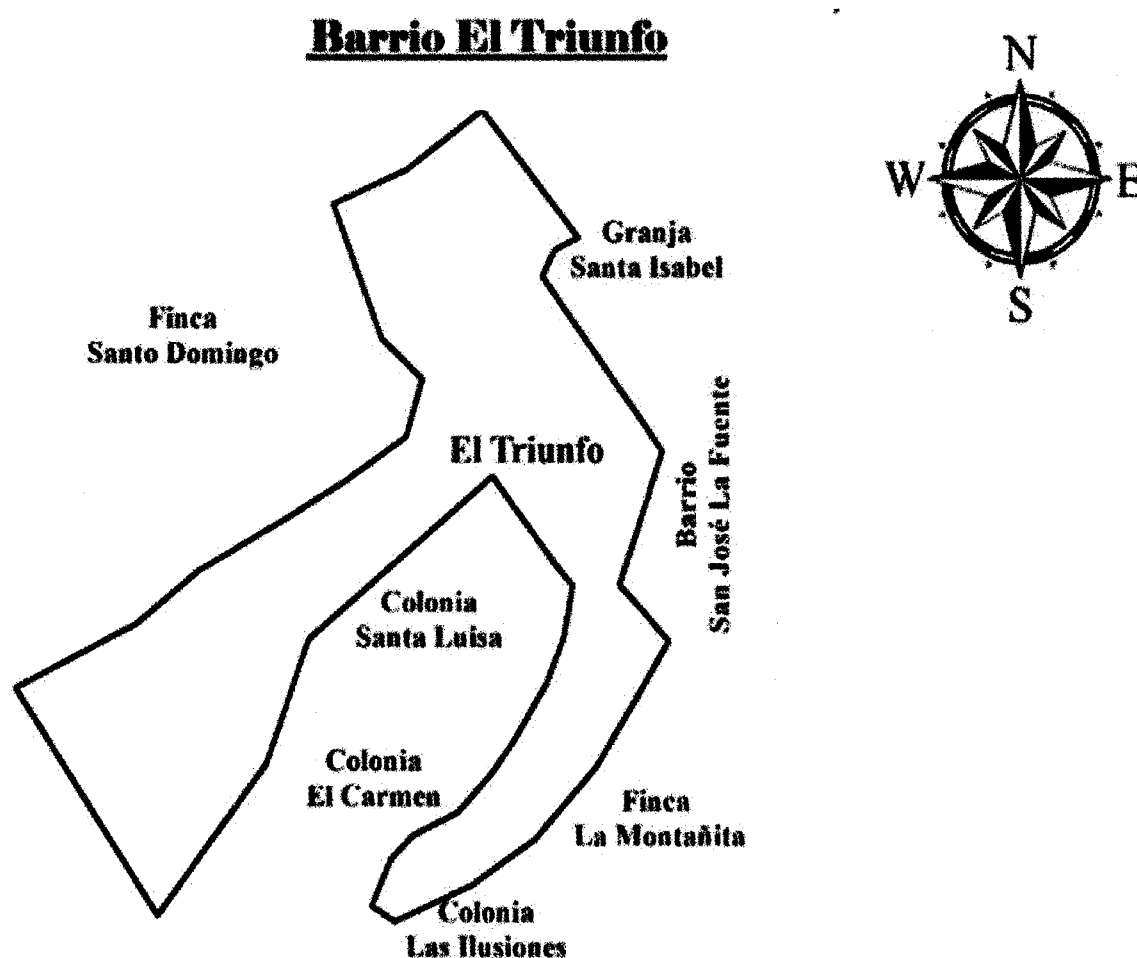 Barrio El Triunfo
N
W
E
S
Granja
Santa Isabel
Finca
Santo Domingo
Barrio
San José La Fuente
El Triunfo
Colonia
Santa Luisa
Colonia
El Carmen
Finca
La Montañita
Colonia
Las Ilusiones